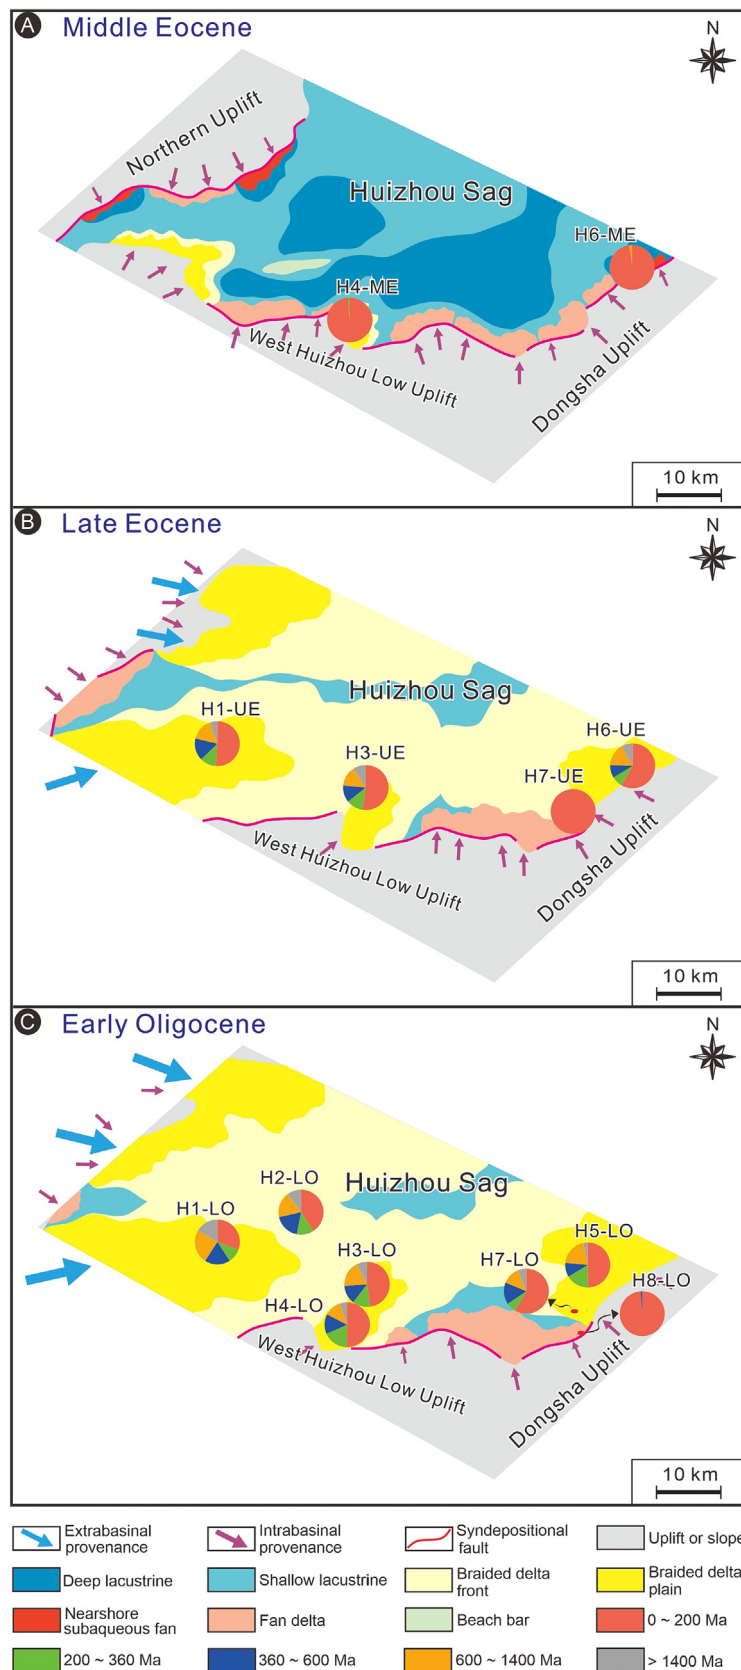 A Middle Eocene
N
Northern Uplift
Huizhou Sag
H6-ME
H4-ME
West Huizhou Low Uplift
Dongsha Uplift
10 km
B Late Eocene
N
Huizhou Sag
H1-UE
H3-UE
H6-UE
H7-UE
West Huizhou Low Uplift
Dongsha Uplift
10 km
C Early Oligocene
N
Huizhou Sag
H2-LO
H1-LO
H3-LO
H5-LO
H7-LO
H8-LO
H4-LO
West Huizhou Low Uplift
Dongsha Uplift
10 km
Extrabasinal provenance
Intrabasinal provenance
Syndepositional fault
Uplift or slope
Deep lacustrine
Shallow lacustrine
Braided delta front
Braided delta plain
Nearshore subaqueous fan
Fan delta
Beach bar
0 ~ 200 Ma
200 ~ 360 Ma
360 ~ 600 Ma
600 ~ 1400 Ma
> 1400 Ma